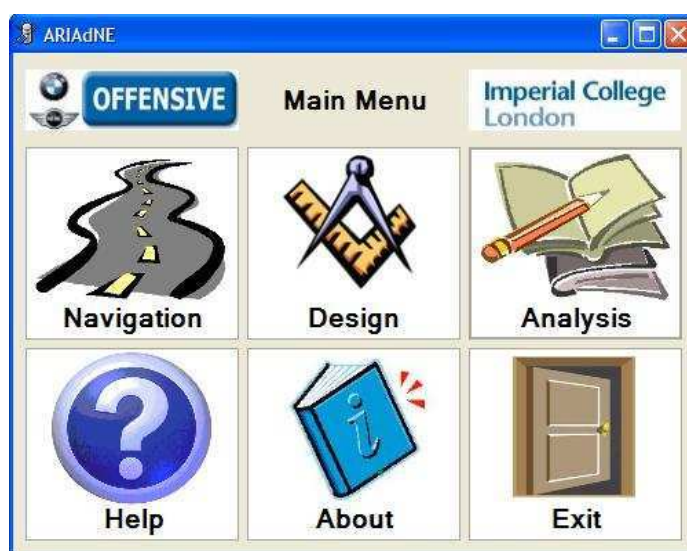 ARIAdNE
OFFENSIVE
Main Menu
Imperial College
London
Navigation
Design
Analysis
Help
About
Exit